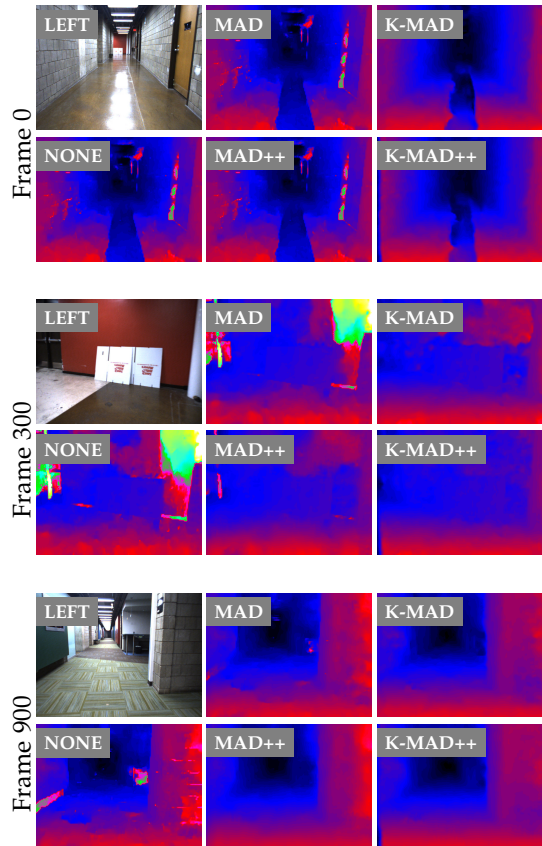 Frame 0
LEFT
MAD
K-MAD
NONE
MAD++
K-MAD++
Frame 300
LEFT
MAD
K-MAD
NONE
MAD++
K-MAD++
Frame 900
LEFT
MAD
K-MAD
NONE
MAD++
K-MAD++